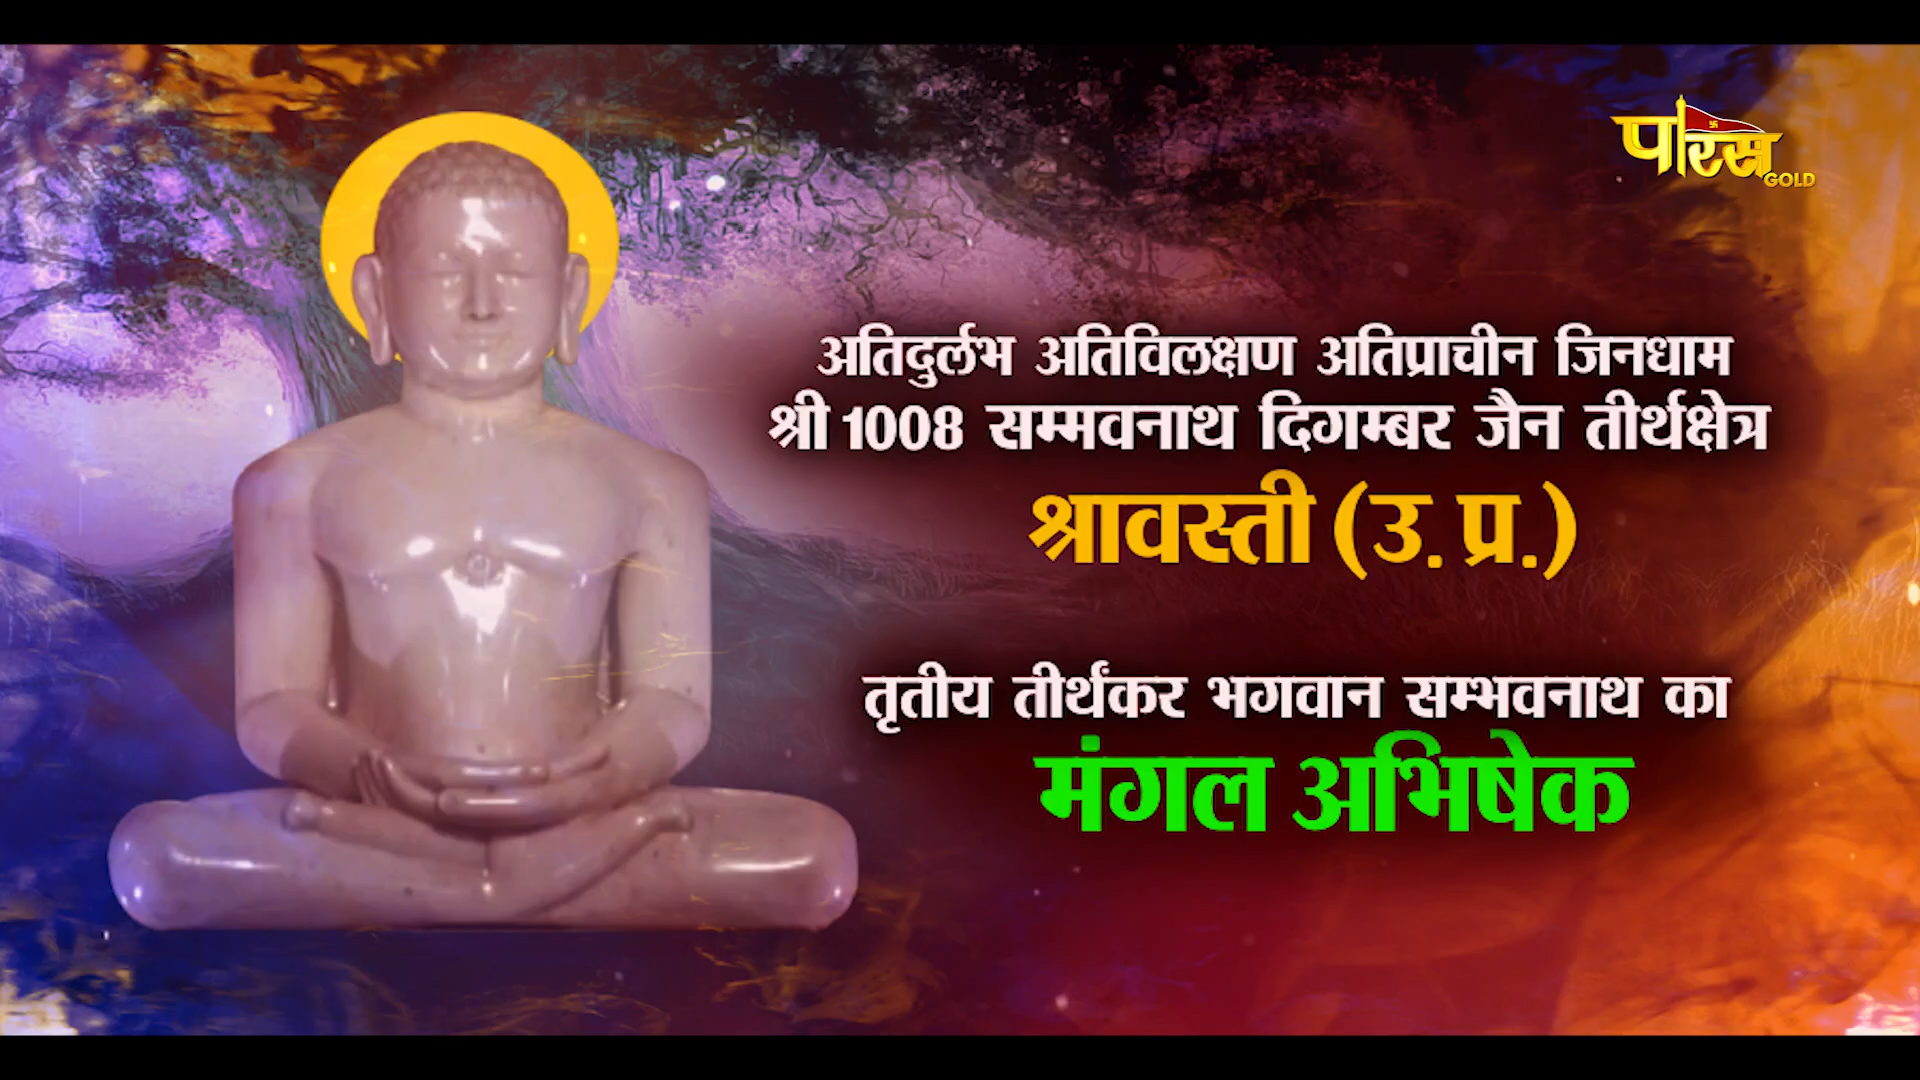 पारस
GOLD
अतिदुर्लभ अतिविलक्षण अतिप्राचीन जिनधाम
श्री 1008 सम्मवनाथ दिगम्बर जैन तीर्थक्षेत्र
श्रावस्ती (उ. प्र.)
तृतीय तीर्थंकर भगवान सम्भवनाथ का
मंगल अभिषेक